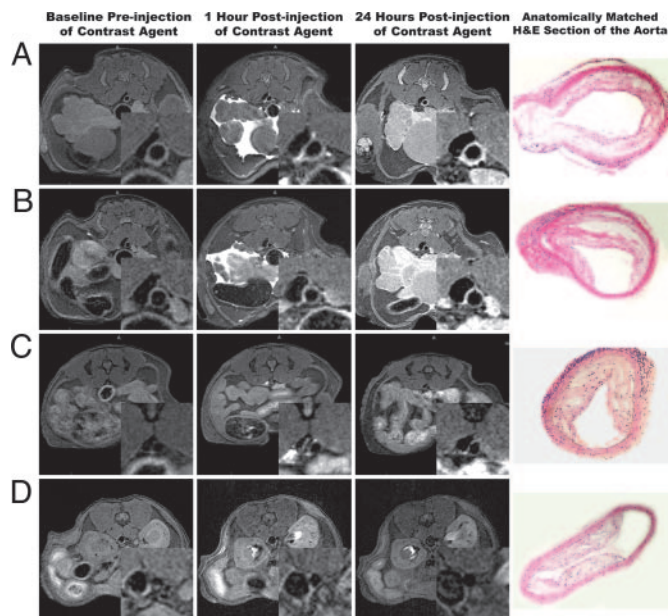 Baseline Pre-injection
of Contrast Agent
1 Hour Post-injection
of Contrast Agent
24 Hours Post-injection
of Contrast Agent
Anatomically Matched
H&E Section of the Aorta
A
B
C
D